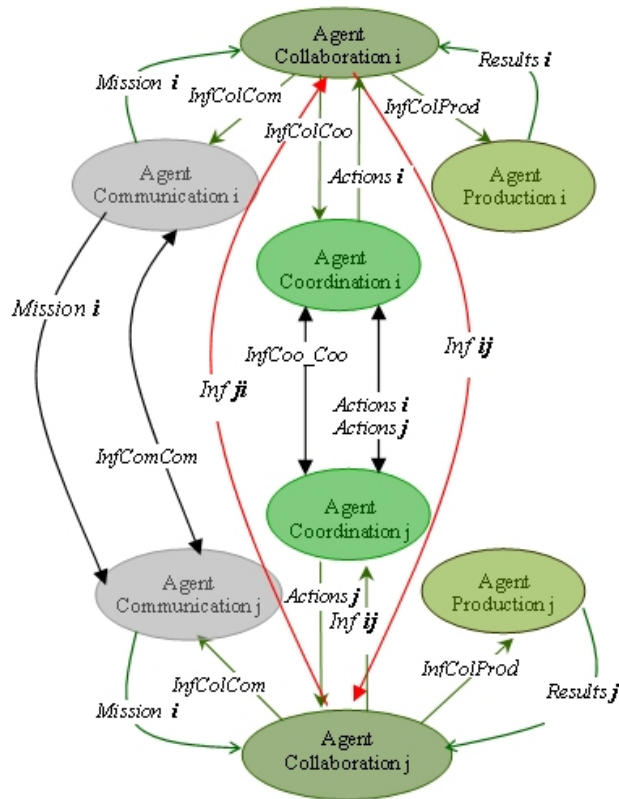 Agent
Collaboration i
Mission i
Results i
InfColCom
InfColProd
InfColCoo
Agent
Communication i
Actions i
Agent
Production i
Agent
Coordination i
Mission i
InfCoo_Coo
Inf ij
Inf ji
Actions i
Actions j
InfComCom
Agent
Coordination j
Agent
Communication j
Agent
Production j
Actions j
Inf ij
InfColCom
InfColProd
Mission i
Results j
Agent
Collaboration j